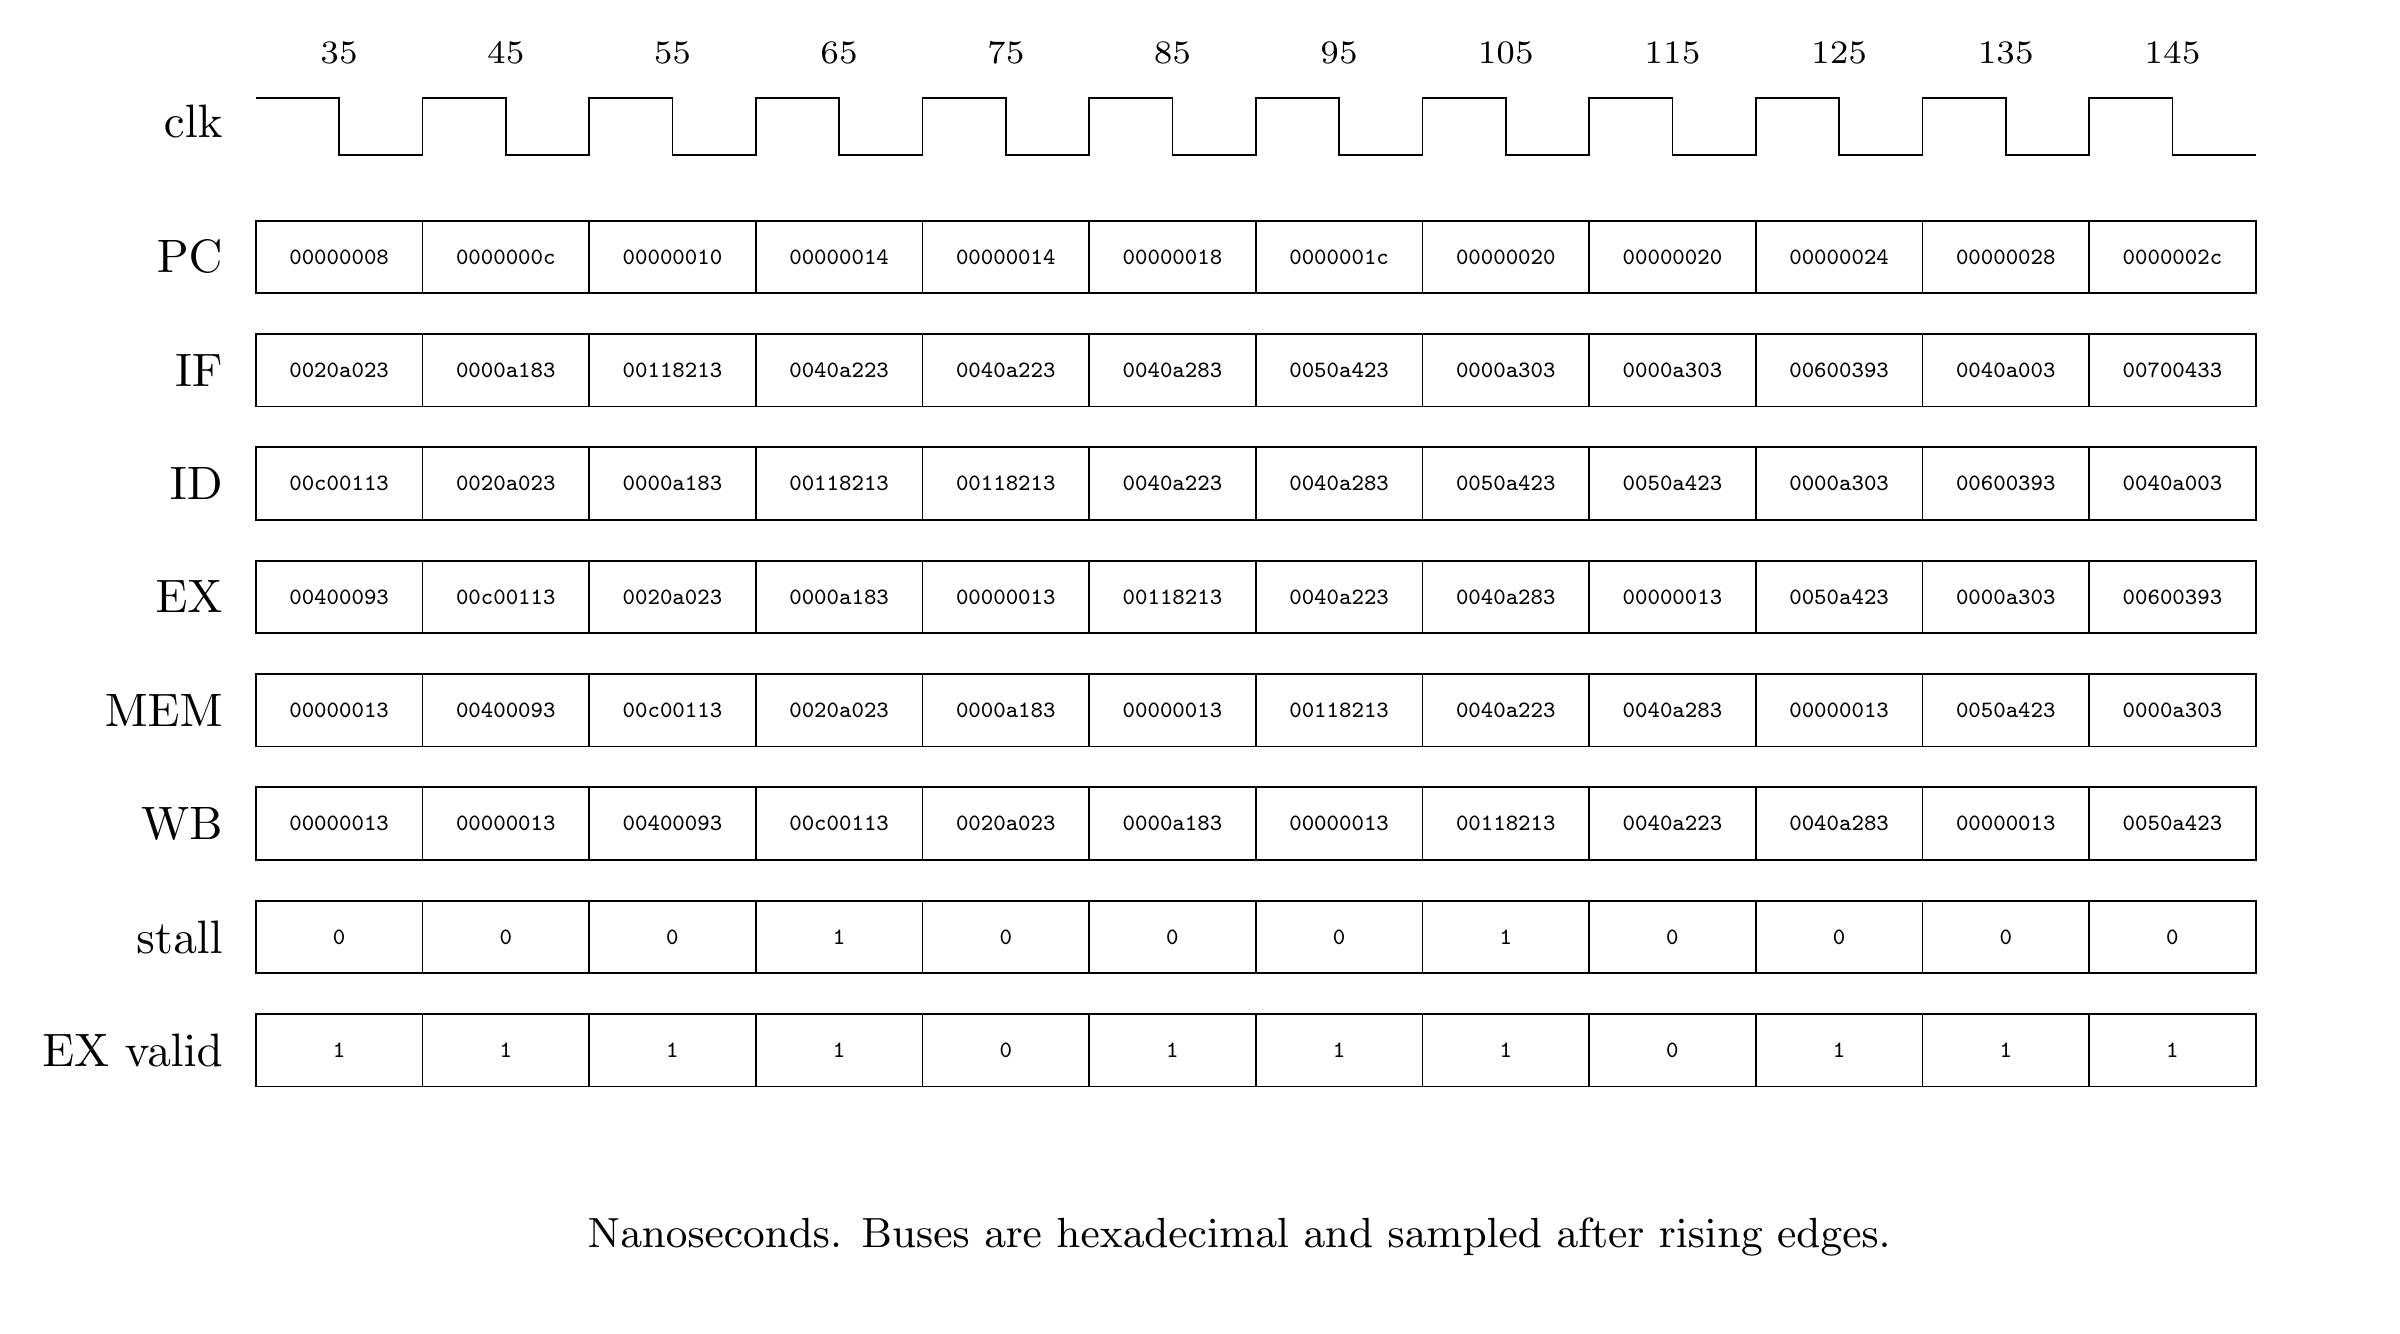 35 45 55 65 75 85 95 105 115 125 135 145
clk
PC 00000008 0000000c 00000010 00000014 00000014 00000018 0000001c 00000020 00000020 00000024 00000028 0000002c
IF 0020a023 0000a183 00118213 0040a223 0040a223 0040a283 0050a423 0000a303 0000a303 00600393 0040a003 00700433
ID 00c00113 0020a023 0000a183 00118213 00118213 0040a223 0040a283 0050a423 0050a423 0000a303 00600393 0040a003
EX 00400093 00c00113 0020a023 0000a183 00000013 00118213 0040a223 0040a283 00000013 0050a423 0000a303 00600393
MEM 00000013 00400093 00c00113 0020a023 0000a183 00000013 00118213 0040a223 0040a283 00000013 0050a423 0000a303
WB 00000013 00000013 00400093 00c00113 0020a023 0000a183 00000013 00118213 0040a223 0040a283 00000013 0050a423
stall 0 0 0 1 0 0 0 1 0 0 0 0
EX valid 1 1 1 1 0 1 1 1 0 1 1 1
Nanoseconds. Buses are hexadecimal and sampled after rising edges.